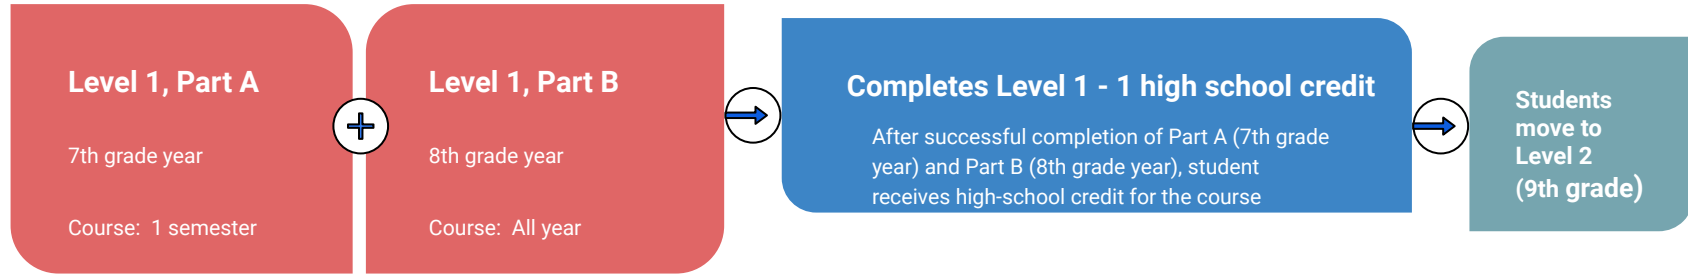 Level 1, Part A
7th grade year
Course: 1 semester
Level 1, Part B
8th grade year
Course: All year
Completes Level 1 - 1 high school credit
After successful completion of Part A (7th grade
year) and Part B (8th grade year), student
receives high-school credit for the course
Students
move to
Level 2
(9th grade)